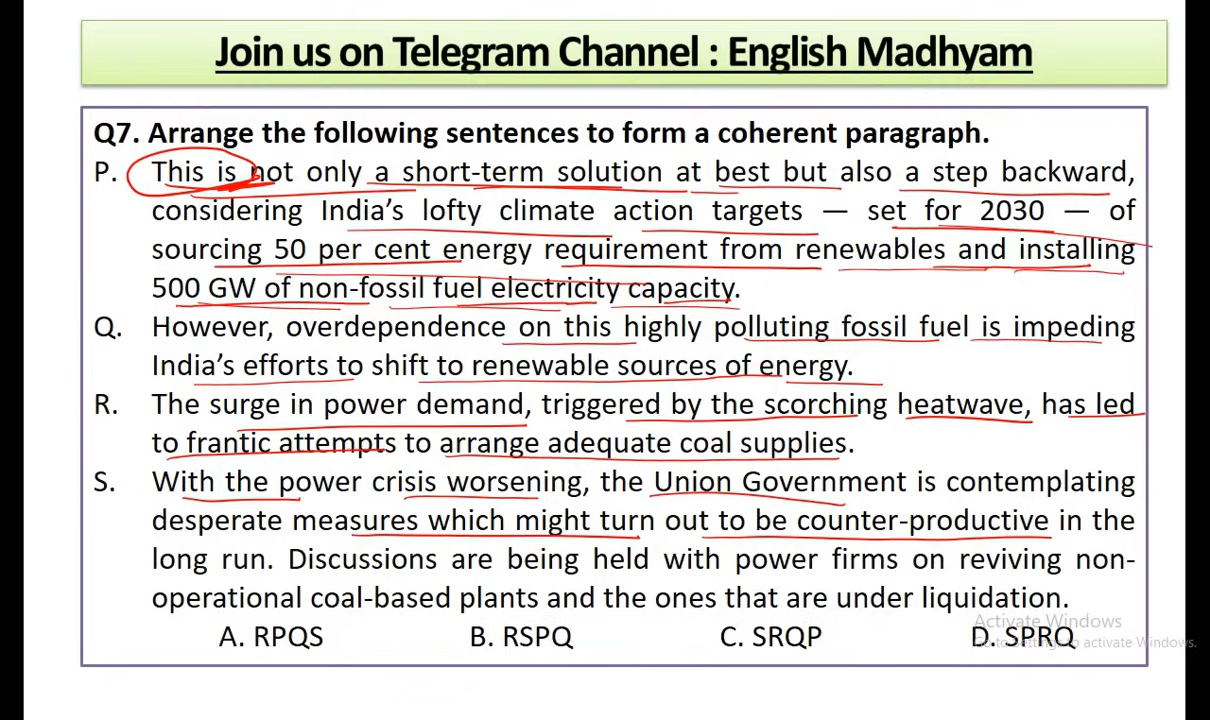 Join us on Telegram Channel : English Madhyam
Q7. Arrange the following sentences to form a coherent paragraph.
P. This is not only a short-term solution at best but also a step backward,
considering India's lofty climate action targets — set for 2030 — of
sourcing 50 per cent energy requirement from renewables and installing
500 GW of non-fossil fuel electricity capacity.
Q. However, overdependence on this highly polluting fossil fuel is impeding
India's efforts to shift to renewable sources of energy.
R. The surge in power demand, triggered by the scorching heatwave, has led
to frantic attempts to arrange adequate coal supplies.
S. With the power crisis worsening, the Union Government is contemplating
desperate measures which might turn out to be counter-productive in the
long run. Discussions are being held with power firms on reviving non-
operational coal-based plants and the ones that are under liquidation.
A. RPQS B. RSPQ C. SRQP D. SPRQ
Activate Windows
Go to Settings to activate Windows.